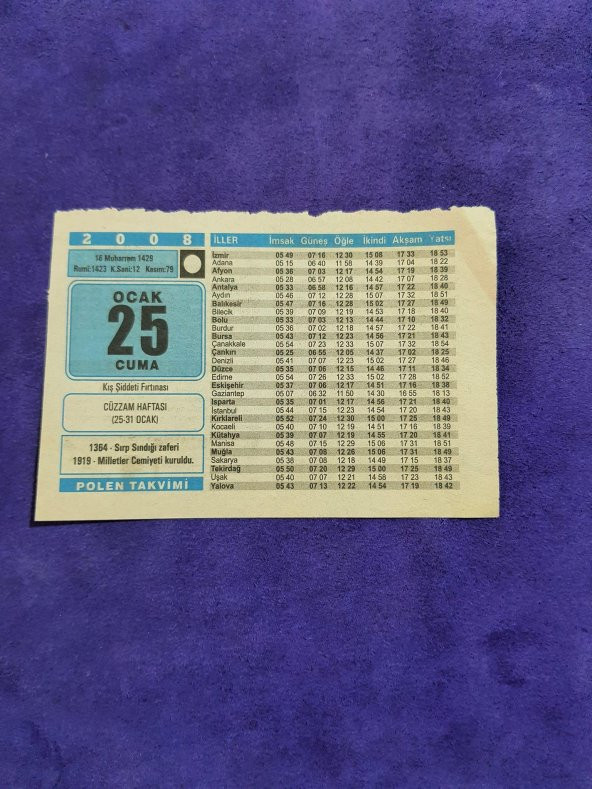 2008
16 Muharrem 1429
Rumi:1423 K.Sani:12 Kasım:79
OCAK
25
CUMA
Kış Şiddeti Fırtınası
CÜZZAM HAFTASI
(25-31 OCAK)
1364 - Sırp Sındığı zaferi
1919 - Milletler Cemiyeti kuruldu.
POLEN TAKVİMİ
İLLER İmsak Güneş Öğle İkindi Akşam Yatsı
İzmir 05 49 07 16 12 30 15 08 17 33 18 53
Adana 05 15 06 40 11 58 14 39 17 04 18 22
Afyon 05 36 07 03 12 17 14 54 17 19 18 39
Ankara 05 28 06 57 12 08 14 42 17 07 18 28
Antalya 05 33 06 58 12 16 14 57 17 22 18 40
Aydın 05 46 07 12 12 28 15 07 17 32 18 51
Balıkesir 05 47 07 16 12 28 15 02 17 27 18 49
Bilecik 05 39 07 09 12 19 14 53 17 18 18 40
Bolu 05 33 07 03 12 13 14 44 17 10 18 32
Burdur 05 36 07 02 12 18 14 57 17 22 18 41
Bursa 05 43 07 12 12 23 14 56 17 21 18 43
Çanakkale 05 54 07 23 12 33 15 07 17 32 18 54
Çankırı 05 25 06 55 12 05 14 37 17 02 18 25
Denizli 05 41 07 07 12 23 15 02 17 27 18 46
Düzce 05 35 07 05 12 15 14 46 17 11 18 34
Edirne 05 54 07 26 12 33 15 02 17 28 18 52
Eskişehir 05 37 07 06 12 17 14 51 17 16 18 38
Gaziantep 05 07 06 32 11 50 14 30 16 55 18 13
Isparta 05 35 07 01 12 17 14 56 17 21 18 40
İstanbul 05 44 07 15 12 23 14 54 17 20 18 43
Kırklareli 05 52 07 24 12 30 15 00 17 25 18 49
Kocaeli 05 40 07 10 12 19 14 51 17 16 18 39
Kütahya 05 39 07 07 12 19 14 55 17 20 18 41
Manisa 05 48 07 15 12 29 15 06 17 31 18 51
Muğla 05 43 07 08 12 26 15 06 17 31 18 49
Sakarya 05 38 07 08 12 18 14 49 17 15 18 37
Tekirdağ 05 50 07 20 12 29 15 00 17 25 18 49
Uşak 05 40 07 07 12 21 14 58 17 23 18 43
Yalova 05 43 07 13 12 22 14 54 17 19 18 42